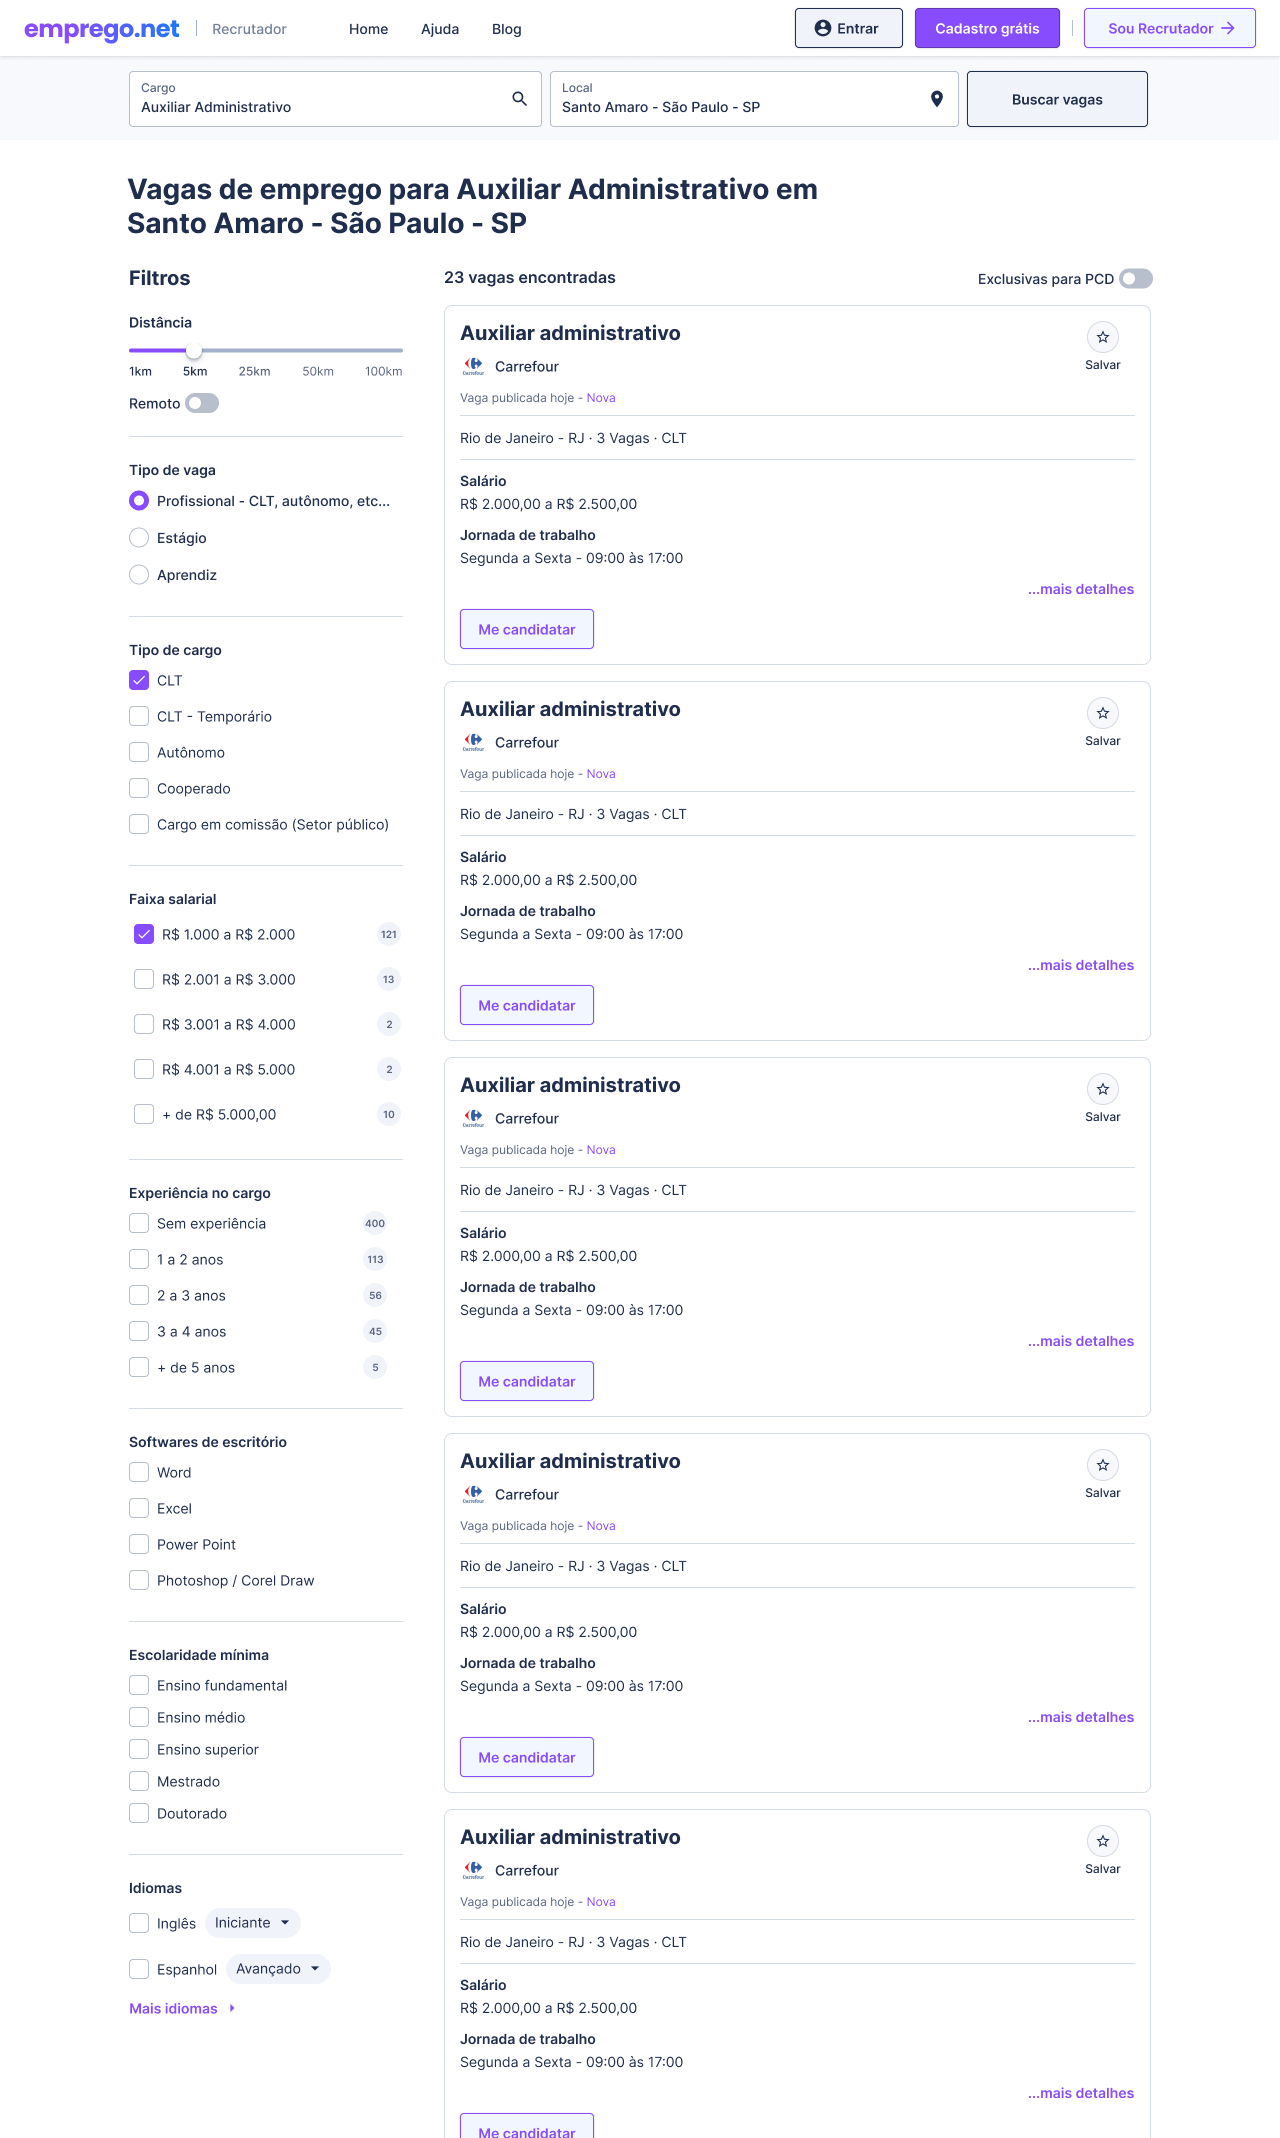 emprego.net
Recrutador
Home
Ajuda
Blog
Entrar
Cadastro grátis
Sou Recrutador
Cargo
Auxiliar Administrativo
Local
Santo Amaro - São Paulo - SP
Buscar vagas
Vagas de emprego para Auxiliar Administrativo em
Santo Amaro - São Paulo - SP
Filtros
Distância
1km 5km 25km 50km 100km
Remoto
Tipo de vaga
Profissional - CLT, autônomo, etc...
Estágio
Aprendiz
Tipo de cargo
CLT
CLT - Temporário
Autônomo
Cooperado
Cargo em comissão (Setor público)
Faixa salarial
R$ 1.000 a R$ 2.000 121
R$ 2.001 a R$ 3.000 13
R$ 3.001 a R$ 4.000 2
R$ 4.001 a R$ 5.000 2
+ de R$ 5.000,00 10
Experiência no cargo
Sem experiência 400
1 a 2 anos 113
2 a 3 anos 56
3 a 4 anos 45
+ de 5 anos 5
Softwares de escritório
Word
Excel
Power Point
Photoshop / Corel Draw
Escolaridade mínima
Ensino fundamental
Ensino médio
Ensino superior
Mestrado
Doutorado
Idiomas
Inglês Iniciante
Espanhol Avançado
Mais idiomas
23 vagas encontradas
Exclusivas para PCD
Auxiliar administrativo
Salvar
Carrefour
Carrefour
Vaga publicada hoje - Nova
Rio de Janeiro - RJ · 3 Vagas · CLT
Salário
R$ 2.000,00 a R$ 2.500,00
Jornada de trabalho
Segunda a Sexta - 09:00 às 17:00
...mais detalhes
Me candidatar
Auxiliar administrativo
Salvar
Carrefour
Carrefour
Vaga publicada hoje - Nova
Rio de Janeiro - RJ · 3 Vagas · CLT
Salário
R$ 2.000,00 a R$ 2.500,00
Jornada de trabalho
Segunda a Sexta - 09:00 às 17:00
...mais detalhes
Me candidatar
Auxiliar administrativo
Salvar
Carrefour
Carrefour
Vaga publicada hoje - Nova
Rio de Janeiro - RJ · 3 Vagas · CLT
Salário
R$ 2.000,00 a R$ 2.500,00
Jornada de trabalho
Segunda a Sexta - 09:00 às 17:00
...mais detalhes
Me candidatar
Auxiliar administrativo
Salvar
Carrefour
Carrefour
Vaga publicada hoje - Nova
Rio de Janeiro - RJ · 3 Vagas · CLT
Salário
R$ 2.000,00 a R$ 2.500,00
Jornada de trabalho
Segunda a Sexta - 09:00 às 17:00
...mais detalhes
Me candidatar
Auxiliar administrativo
Salvar
Carrefour
Carrefour
Vaga publicada hoje - Nova
Rio de Janeiro - RJ · 3 Vagas · CLT
Salário
R$ 2.000,00 a R$ 2.500,00
Jornada de trabalho
Segunda a Sexta - 09:00 às 17:00
...mais detalhes
Me candidatar